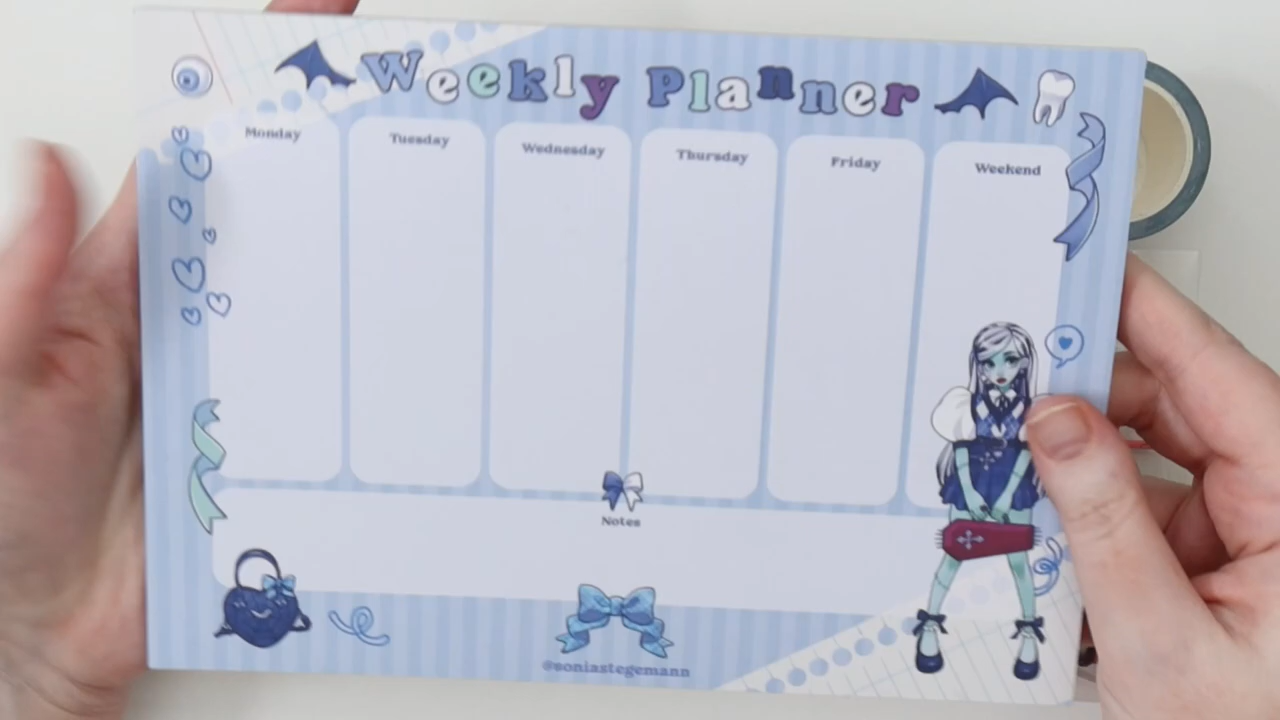 Weekly Planner
Monday
Tuesday
Wednesday
Thursday
Friday
Weekend
Notes
@soniastegemann